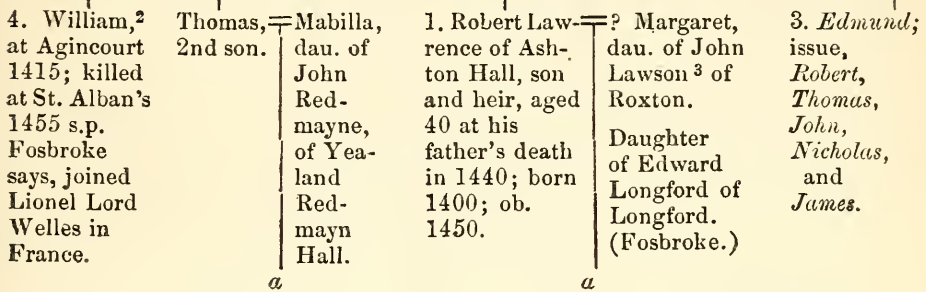 4. William,²
at Agincourt
1415; killed
at St. Alban's
1455 s.p.
Fosbroke
says, joined
Lionel Lord
Welles in
France.
Thomas,
2nd son.
Mabilla,
dau. of
John
Red-
mayne,
of Yea-
land
Red-
mayn
Hall.
a
1. Robert Law-
rence of Ash-
ton Hall, son
and heir, aged
40 at his
father's death
in 1440; born
1400; ob.
1450.
? Margaret,
dau. of John
Lawson³ of
Roxton.
Daughter
of Edward
Longford of
Longford.
(Fosbroke.)
a
3. Edmund;
issue,
Robert,
Thomas,
John,
Nicholas,
and
James.